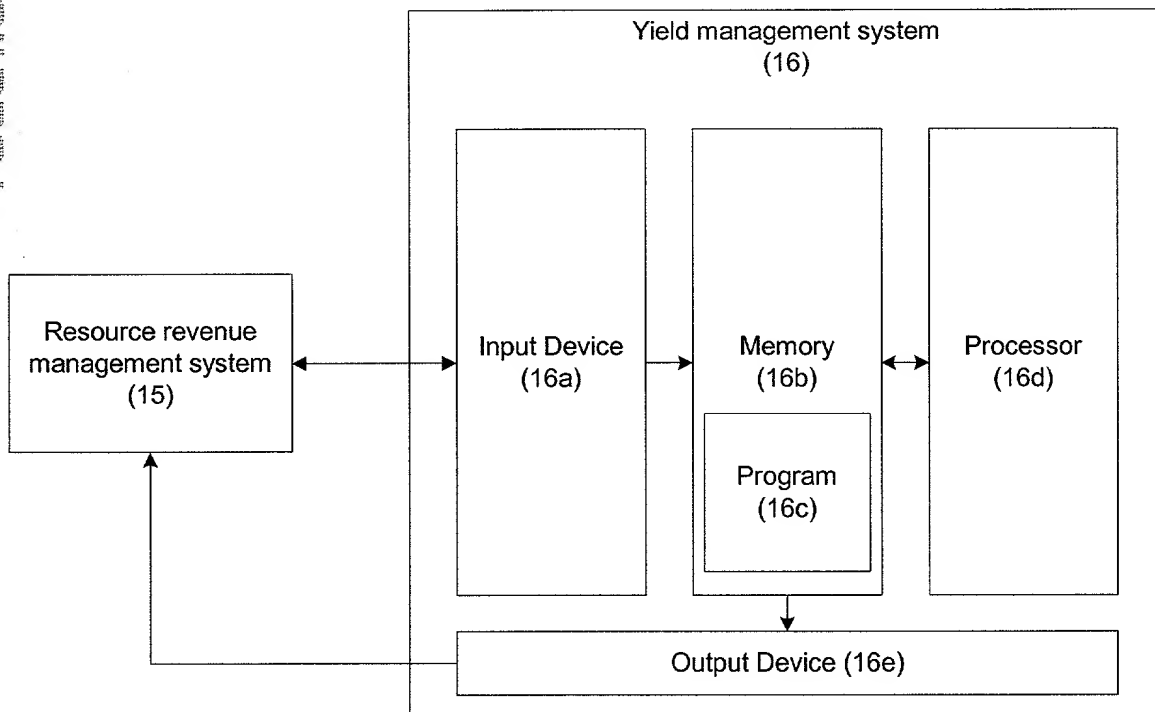 Yield management system
(16)
Resource revenue
management system
(15)
Input Device
(16a)
Memory
(16b)
Program
(16c)
Processor
(16d)
Output Device (16e)